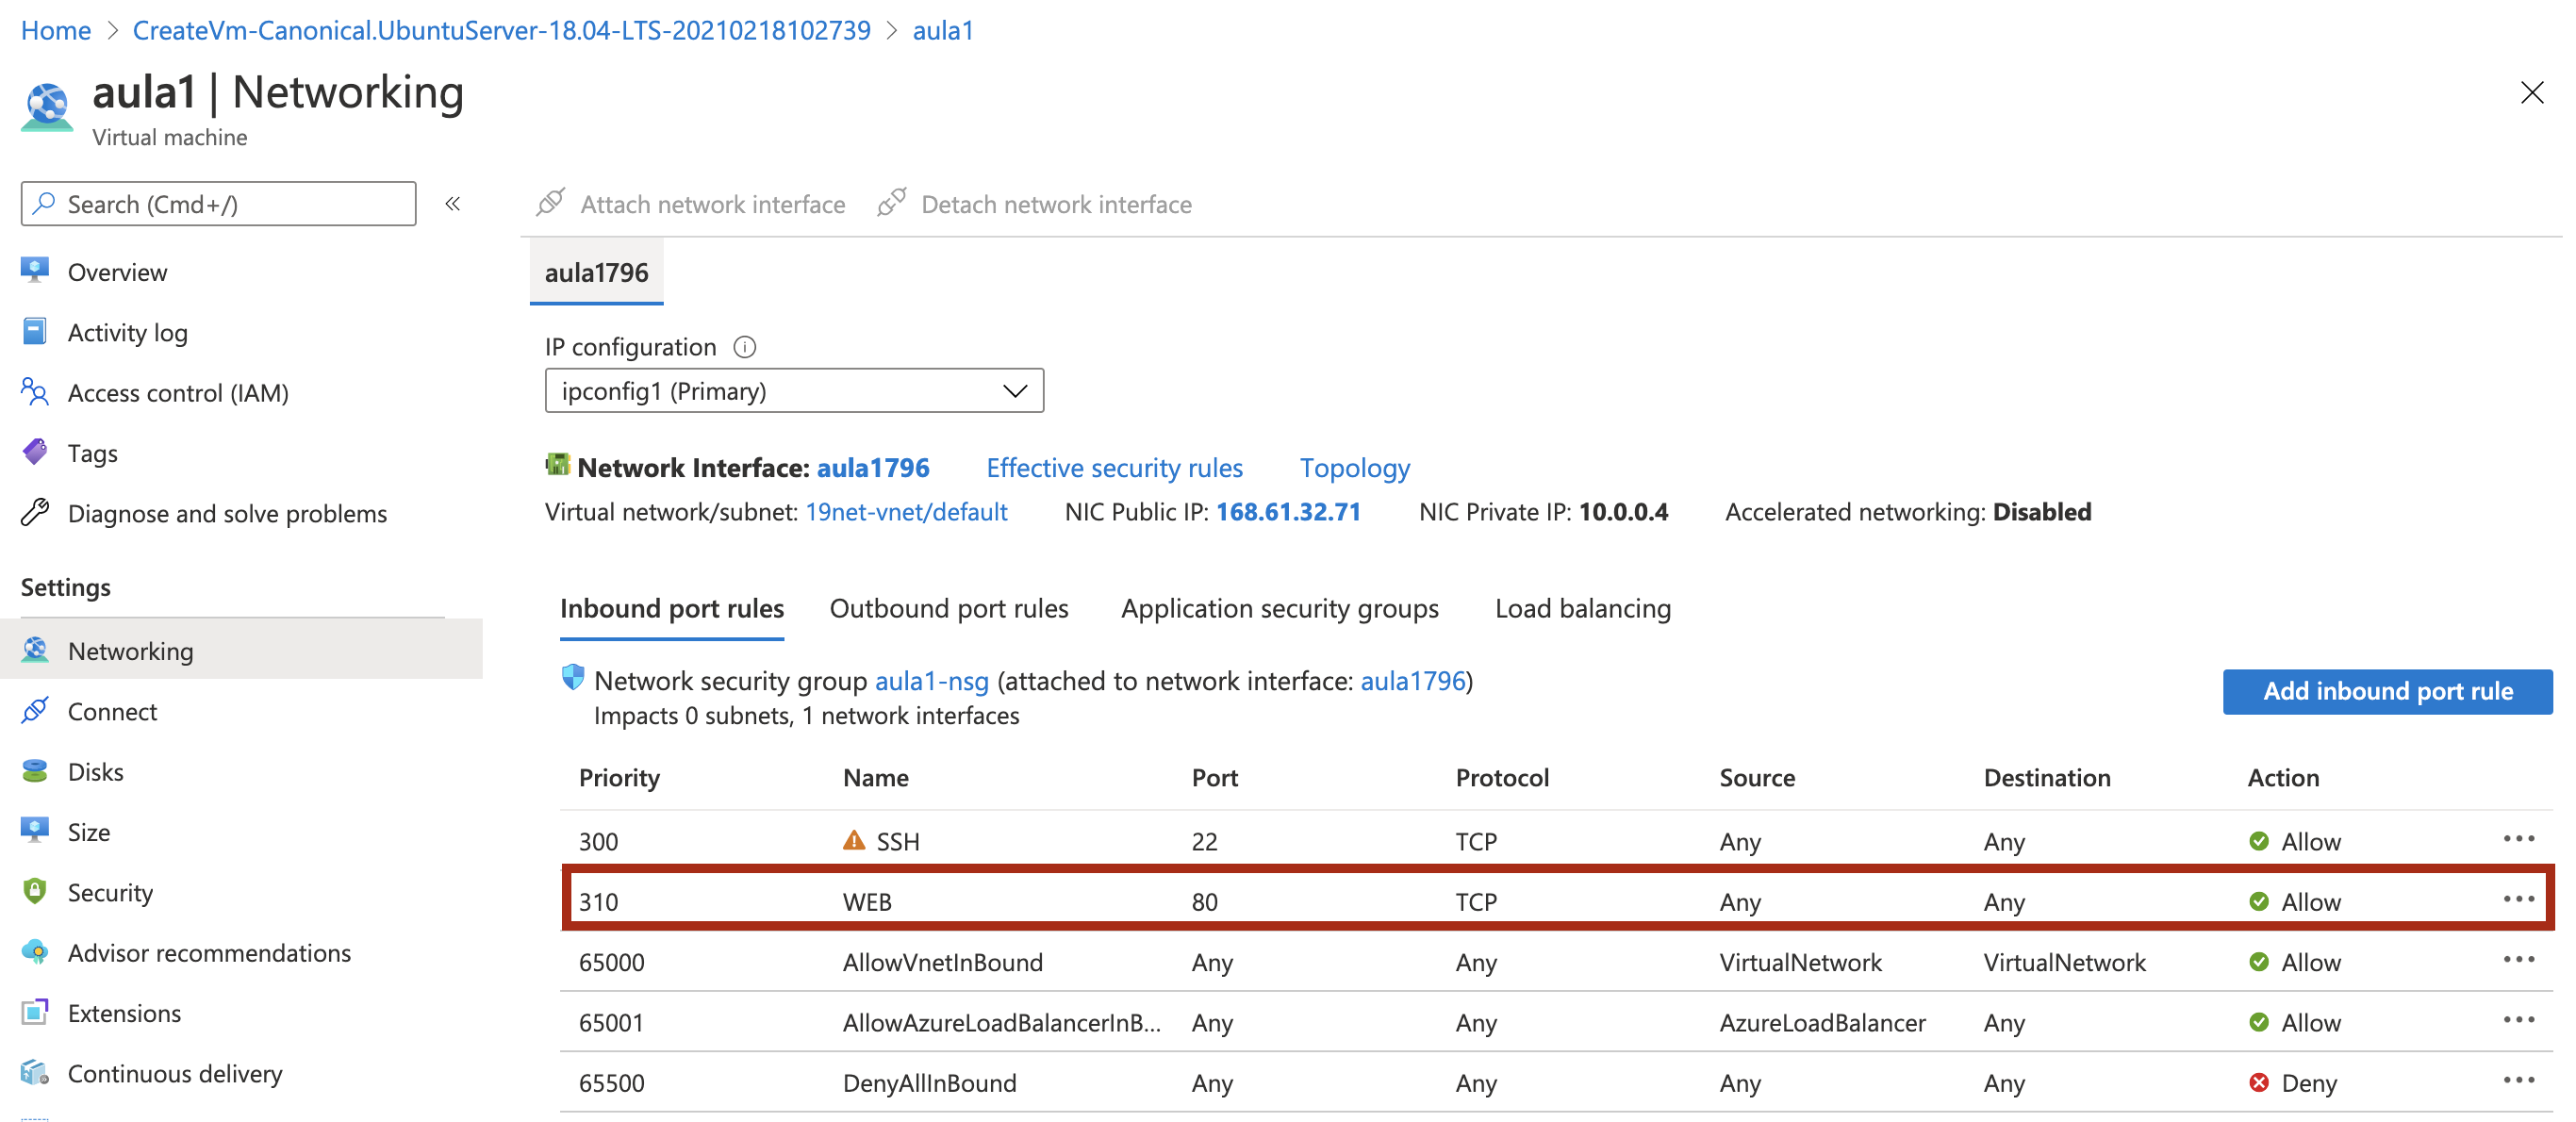 Home > CreateVm-Canonical.UbuntuServer-18.04-LTS-20210218102739 > aula1
aula1 | Networking
Virtual machine
Search (Cmd+/)
«
Overview
Activity log
Access control (IAM)
Tags
Diagnose and solve problems
Settings
Networking
Connect
Disks
Size
Security
Advisor recommendations
Extensions
Continuous delivery
Attach network interface Detach network interface
aula1796
IP configuration
ipconfig1 (Primary)
Network Interface: aula1796 Effective security rules Topology
Virtual network/subnet: 19net-vnet/default NIC Public IP: 168.61.32.71 NIC Private IP: 10.0.0.4 Accelerated networking: Disabled
Inbound port rules Outbound port rules Application security groups Load balancing
Network security group aula1-nsg (attached to network interface: aula1796)
Impacts 0 subnets, 1 network interfaces
Add inbound port rule
Priority Name Port Protocol Source Destination Action
300 SSH 22 TCP Any Any Allow ...
310 WEB 80 TCP Any Any Allow ...
65000 AllowVnetInBound Any Any VirtualNetwork VirtualNetwork Allow ...
65001 AllowAzureLoadBalancerInB... Any Any AzureLoadBalancer Any Allow ...
65500 DenyAllInBound Any Any Any Any Deny ...